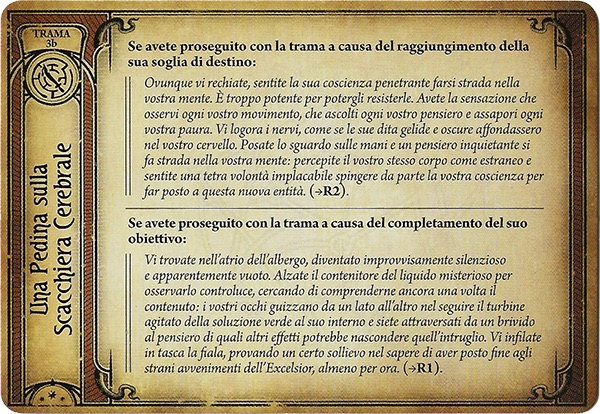 TRAMA
3b
Una Pedina sulla
Scacchiera Cerebrale
Se avete proseguito con la trama a causa del raggiungimento della
sua soglia di destino:
Ovunque vi rechiate, sentite la sua coscienza penetrante farsi strada nella
vostra mente. È troppo potente per potergli resisterle. Avete la sensazione che
osservi ogni vostro movimento, che ascolti ogni vostro pensiero e assapori ogni
vostra paura. Vi logora i nervi, come se le sue dita gelide e oscure affondassero
nel vostro cervello. Posate lo sguardo sulle mani e un pensiero inquietante si
fa strada nella vostra mente: percepite il vostro stesso corpo come estraneo e
sentite una tetra volontà implacabile spingere da parte la vostra coscienza per
far posto a questa nuova entità. (→R2).
Se avete proseguito con la trama a causa del completamento del suo
obiettivo:
Vi trovate nell'atrio dell'albergo, diventato improvvisamente silenzioso
e apparentemente vuoto. Alzate il contenitore del liquido misterioso per
osservarlo controluce, cercando di comprenderne ancora una volta il
contenuto: i vostri occhi guizzano da un lato all'altro nel seguire il turbine
agitato della soluzione verde al suo interno e siete attraversati da un brivido
al pensiero di quali altri effetti potrebbe nascondere quell'intruglio. Vi infilate
in tasca la fiala, provando un certo sollievo nel sapere di aver posto fine agli
strani avvenimenti dell'Excelsior, almeno per ora. (→R1).